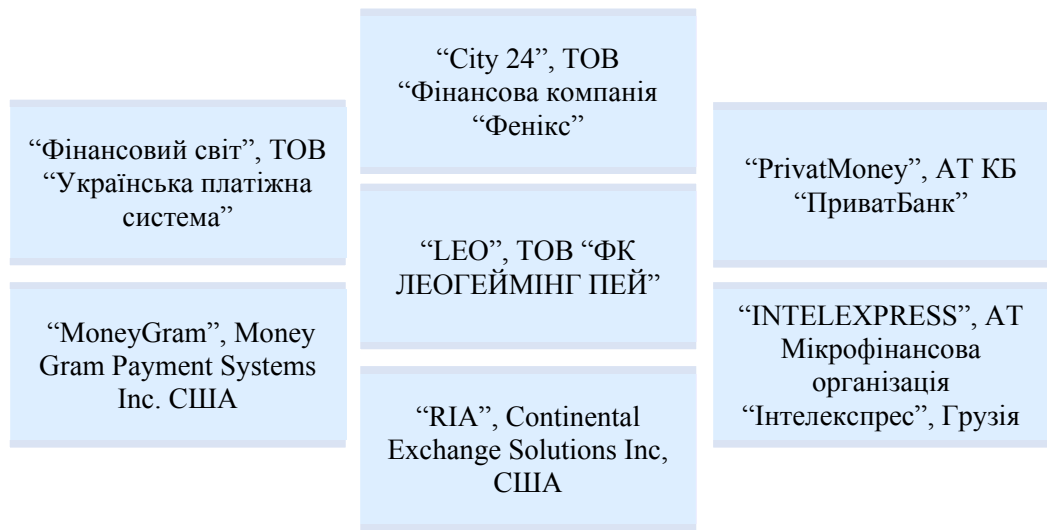 “Фінансовий світ”, ТОВ
“Українська платіжна
система”
“MoneyGram”, Money
Gram Payment Systems
Inc. США
“City 24”, ТОВ
“Фінансова компанія
“Фенікс”
“LEO”, ТОВ “ФК
ЛЕОГЕЙМІНГ ПЕЙ”
“RIA”, Continental
Exchange Solutions Inc,
США
“PrivatMoney”, АТ КБ
“ПриватБанк”
“INTELEXPRESS”, АТ
Мікрофінансова
організація
“Інтелекспрес”, Грузія